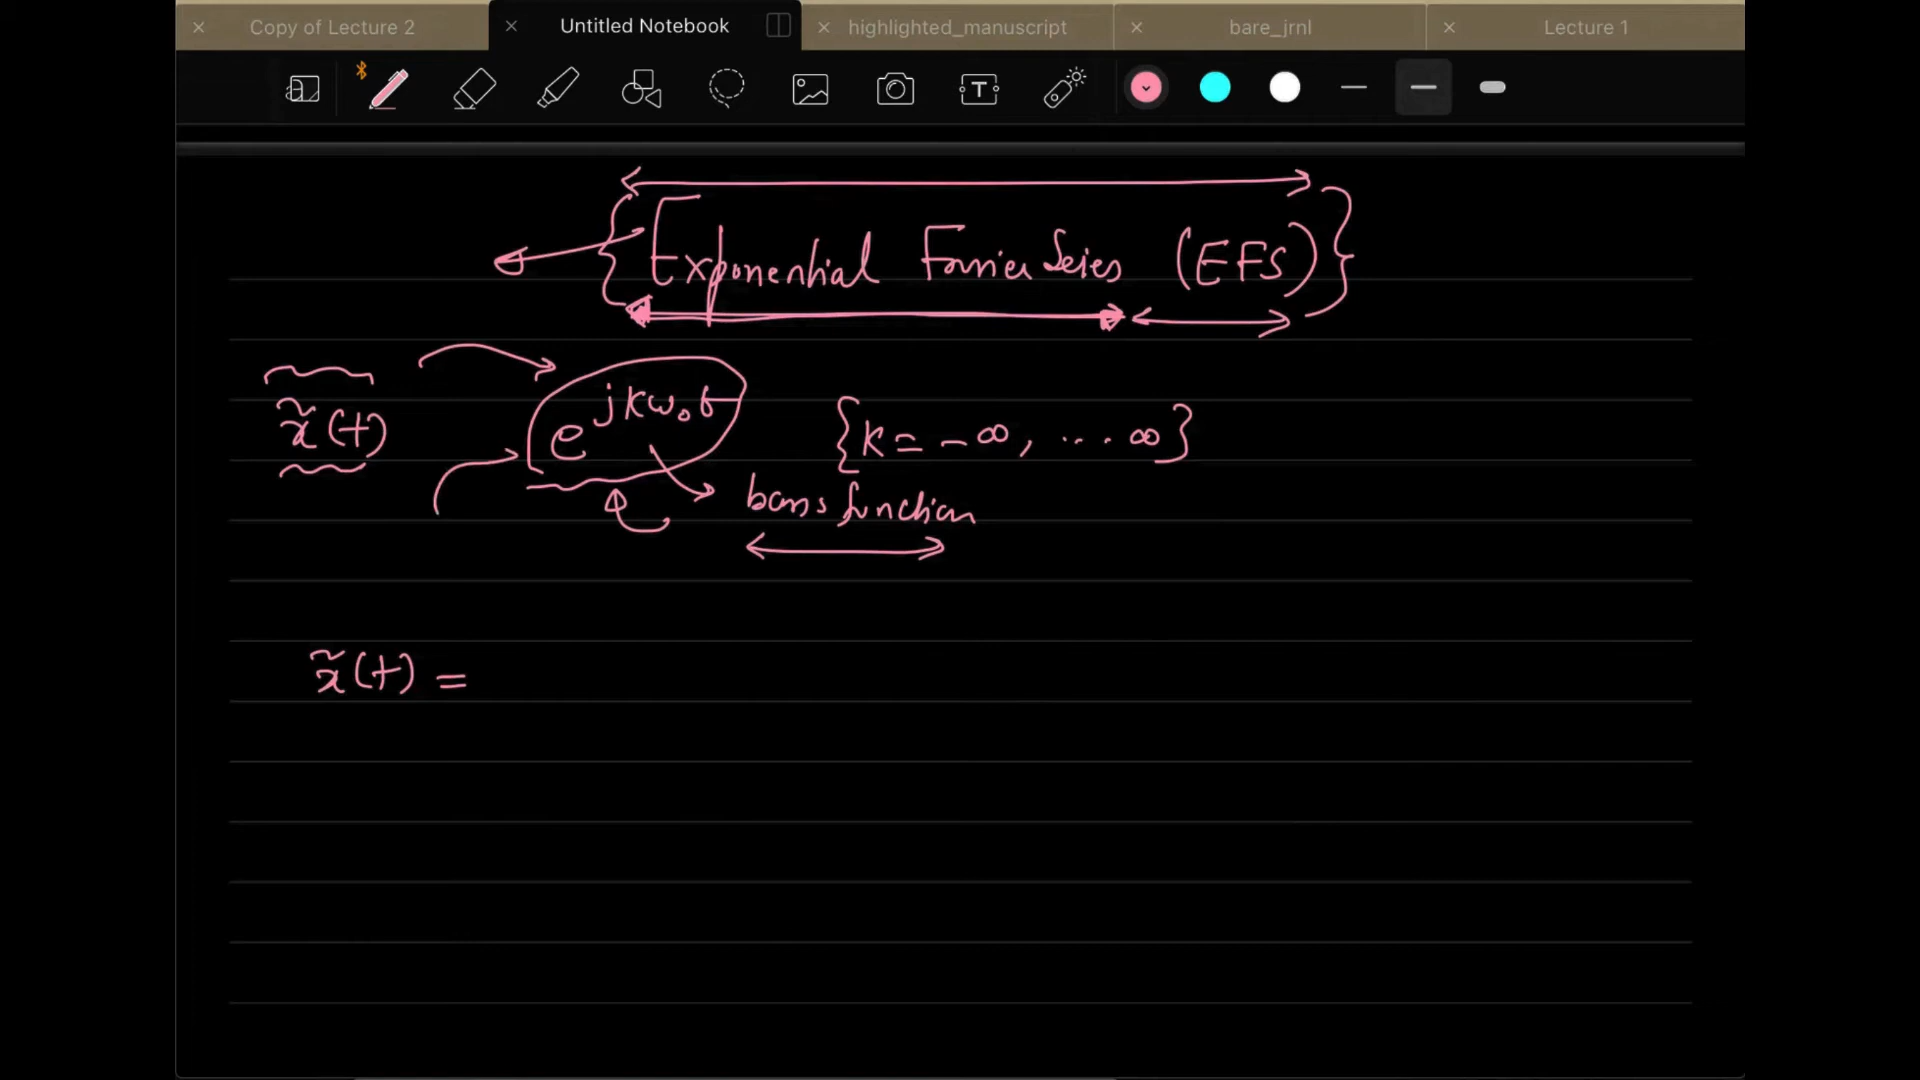 Copy of Lecture 2 Untitled Notebook highlighted_manuscript bare_jrnl Lecture 1
{Exponential Fourier Series (EFS)}
x̃(t) e^{jkω₀t} {k = -∞, ... ∞}
basis function
x̃(t) =